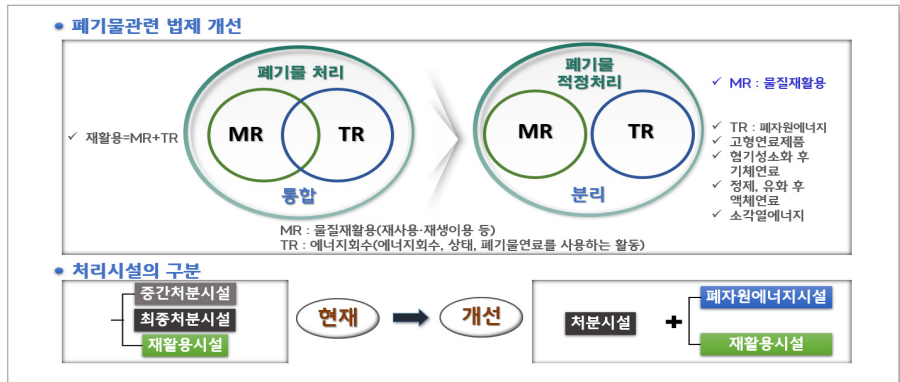 • 폐기물관련 법제 개선
폐기물 처리
MR
TR
통합
✓ 재활용=MR+TR
폐기물
적정처리
MR
TR
분리
✓ MR : 물질재활용
✓ TR : 폐자원에너지
✓ 고형연료제품
✓ 혐기성소화 후
기체연료
✓ 정제, 유화 후
액체연료
✓ 소각열에너지
MR : 물질재활용(재사용·재생이용 등)
TR : 에너지회수(에너지회수, 상태, 폐기물연료를 사용하는 활동)
• 처리시설의 구분
중간처분시설
최종처분시설
재활용시설
현재
개선
처분시설
+
폐자원에너지시설
재활용시설